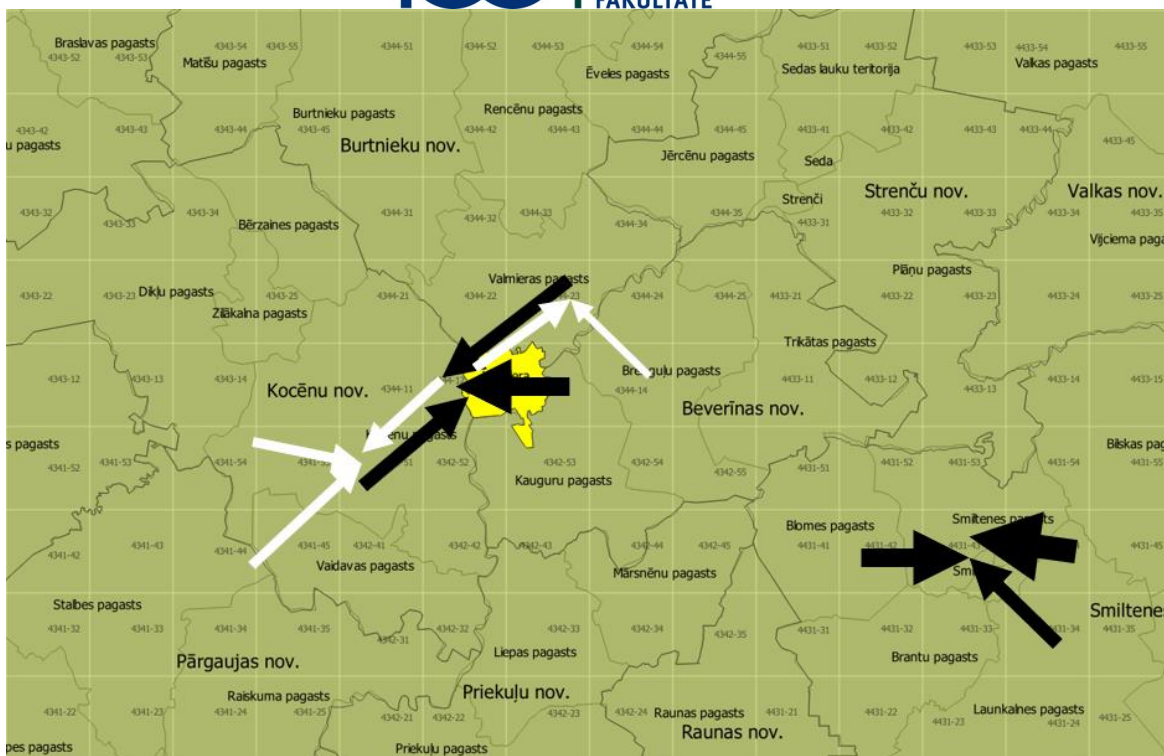 FAKULTĀTE
Braslavas pagasts
4343-52
4343-53
4343-54
4343-55
4344-51
4344-52
4344-53
4344-54
4344-55
4433-51
4433-52
4433-53
4433-54
4433-55
Matīšu pagasts
Ēveles pagasts
Sedas lauku teritorija
Valkas pagasts
Burtnieku pagasts
Rencēnu pagasts
4343-42
4343-43
4343-44
4343-45
4344-42
4344-43
4344-44
4344-45
4433-41
4433-42
4433-43
4433-44
4433-45
u pagasts
Burtnieku nov.
Jērcēnu pagasts
Seda
Strenču nov.
Valkas nov.
Strenči
4343-32
4343-33
4343-34
4344-31
4344-32
4344-33
4344-34
4344-35
4433-31
4433-32
4433-33
4433-34
4433-35
Bērzaines pagasts
Vijciema paga
Plāņu pagasts
Valmieras pagasts
4343-22
4343-23
Dikļu pagasts
4343-25
4344-21
4344-22
4344-24
4344-25
4433-21
4433-22
4433-23
4433-24
4433-25
Zilākalna pagasts
Trikātas pagasts
4343-12
4343-13
4343-14
Kocēnu nov.
4344-11
4344-14
4433-11
4433-12
4433-13
4433-14
Beverīnas nov.
s pagasts
Bilskas pag
4341-52
4341-53
4341-54
4342-52
4342-53
4342-54
4342-55
4431-51
4431-52
4431-53
4431-54
4431-55
Kauguru pagasts
Blomes pagasts
Smiltenes pagasts
4341-42
4341-43
4341-44
4341-45
4342-41
4342-42
4342-43
4342-44
4342-45
4431-41
4431-42
4431-43
4431-45
Vaidavas pagasts
Mārsnēnu pagasts
Stalbes pagasts
Smiltenes
4341-32
4341-33
4341-34
4341-35
4342-31
4342-32
4342-33
4342-34
4342-35
4431-31
4431-32
4431-33
4431-34
4431-35
Pārgaujas nov.
Liepas pagasts
Brantu pagasts
Raiskuma pagasts
Priekuļu nov.
4341-22
4341-23
4341-24
4341-25
4342-21
4342-22
4342-23
4342-24
Raunas pagasts
4431-21
4431-22
4431-23
Launkalnes pagasts
4431-24
4431-25
Raunas nov.
pes pagasts
Priekuļu pagasts